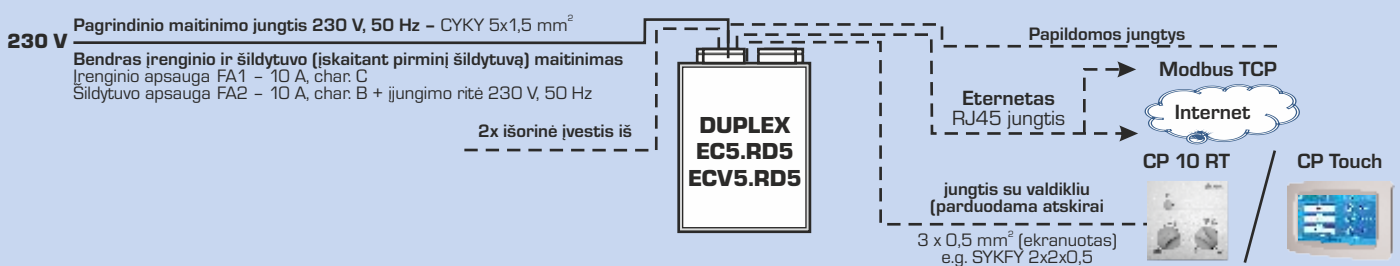 Pagrindinio maitinimo jungtis 230 V, 50 Hz – CYKY 5x1,5 mm²
230 V
Bendras įrenginio ir šildytuvo (įskaitant pirminį šildytuvą) maitinimas
Įrenginio apsauga FA1 – 10 A, char. C
Šildytuvo apsauga FA2 – 10 A, char. B + įjungimo ritė 230 V, 50 Hz
2x išorinė įvestis iš
DUPLEX
EC5.RD5
ECV5.RD5
Papildomos jungtys
Modbus TCP
Eternetas
RJ45 jungtis
Internet
CP 10 RT
/
CP Touch
jungtis su valdikliu
(parduodama atskirai
3 x 0,5 mm² (ekranuotas)
e.g. SYKFY 2x2x0,5